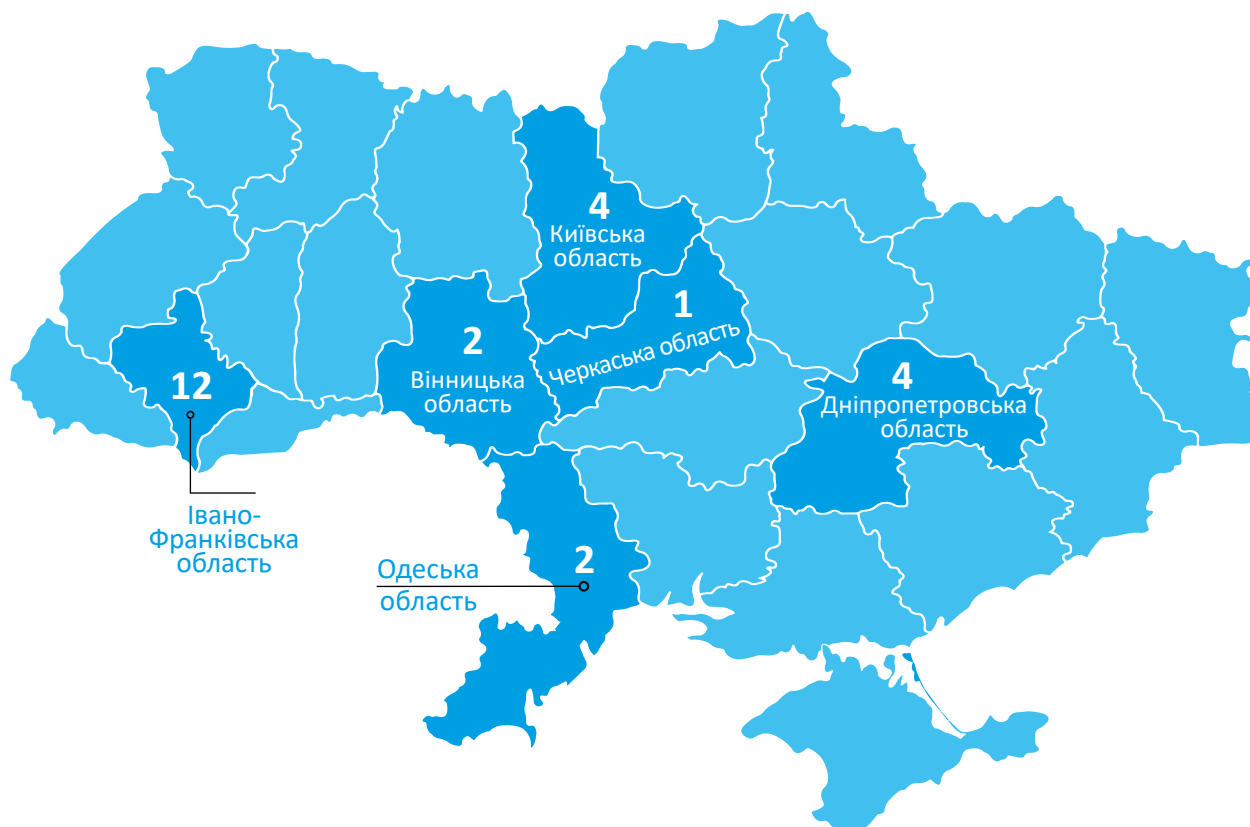 4
Київська
область
1
Черкаська область
2
Вінницька
область
4
Дніпропетровська
область
12
Івано-
Франківська
область
2
Одеська
область